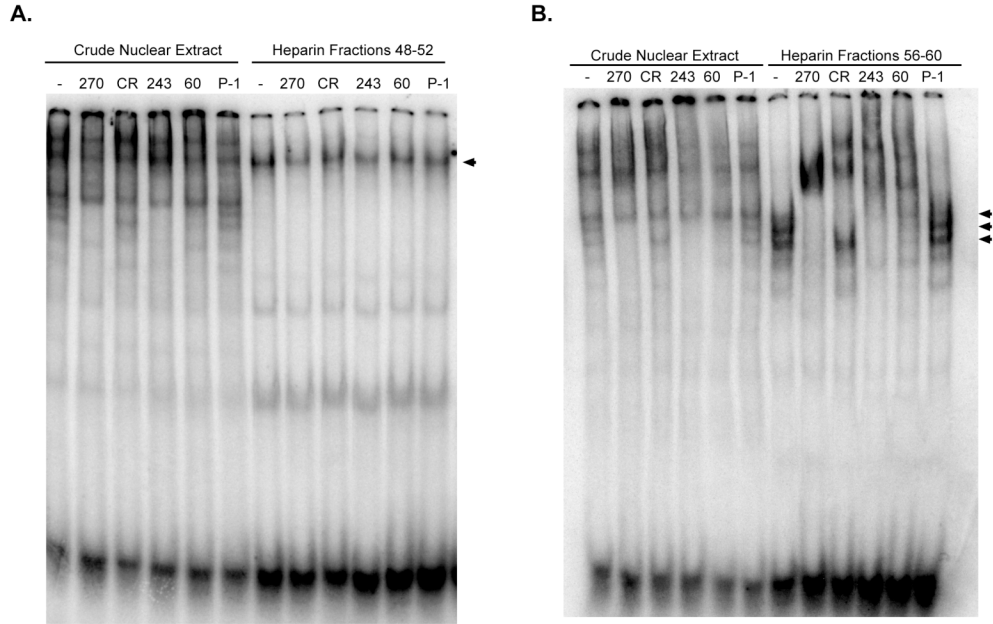 A.
Crude Nuclear Extract Heparin Fractions 48-52
- 270 CR 243 60 P-1 - 270 CR 243 60 P-1
B.
Crude Nuclear Extract Heparin Fractions 56-60
- 270 CR 243 60 P-1 - 270 CR 243 60 P-1